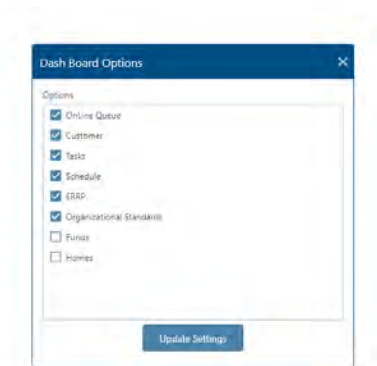 Dash Board Options
Options
OnLine Queue
Customer
Tasks
Schedule
ERRP
Organizational Standards
Funds
Homes
Update Settings